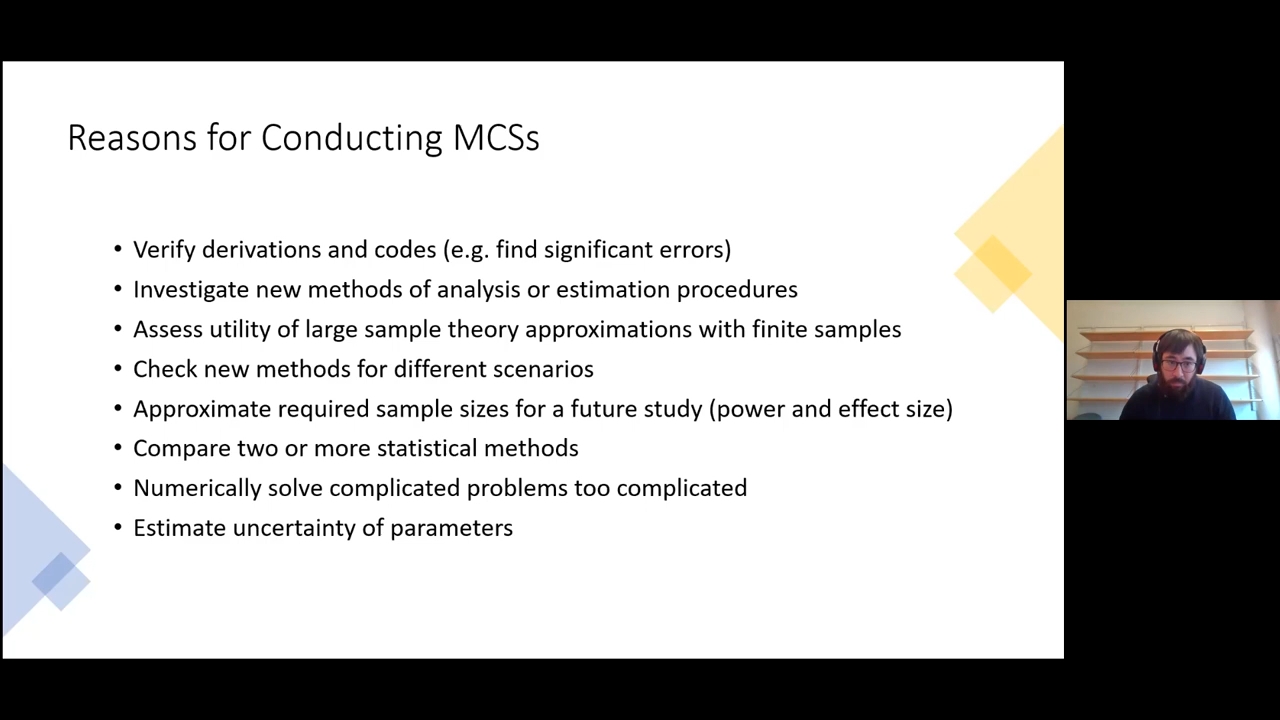 Reasons for Conducting MCSs
• Verify derivations and codes (e.g. find significant errors)
• Investigate new methods of analysis or estimation procedures
• Assess utility of large sample theory approximations with finite samples
• Check new methods for different scenarios
• Approximate required sample sizes for a future study (power and effect size)
• Compare two or more statistical methods
• Numerically solve complicated problems too complicated
• Estimate uncertainty of parameters